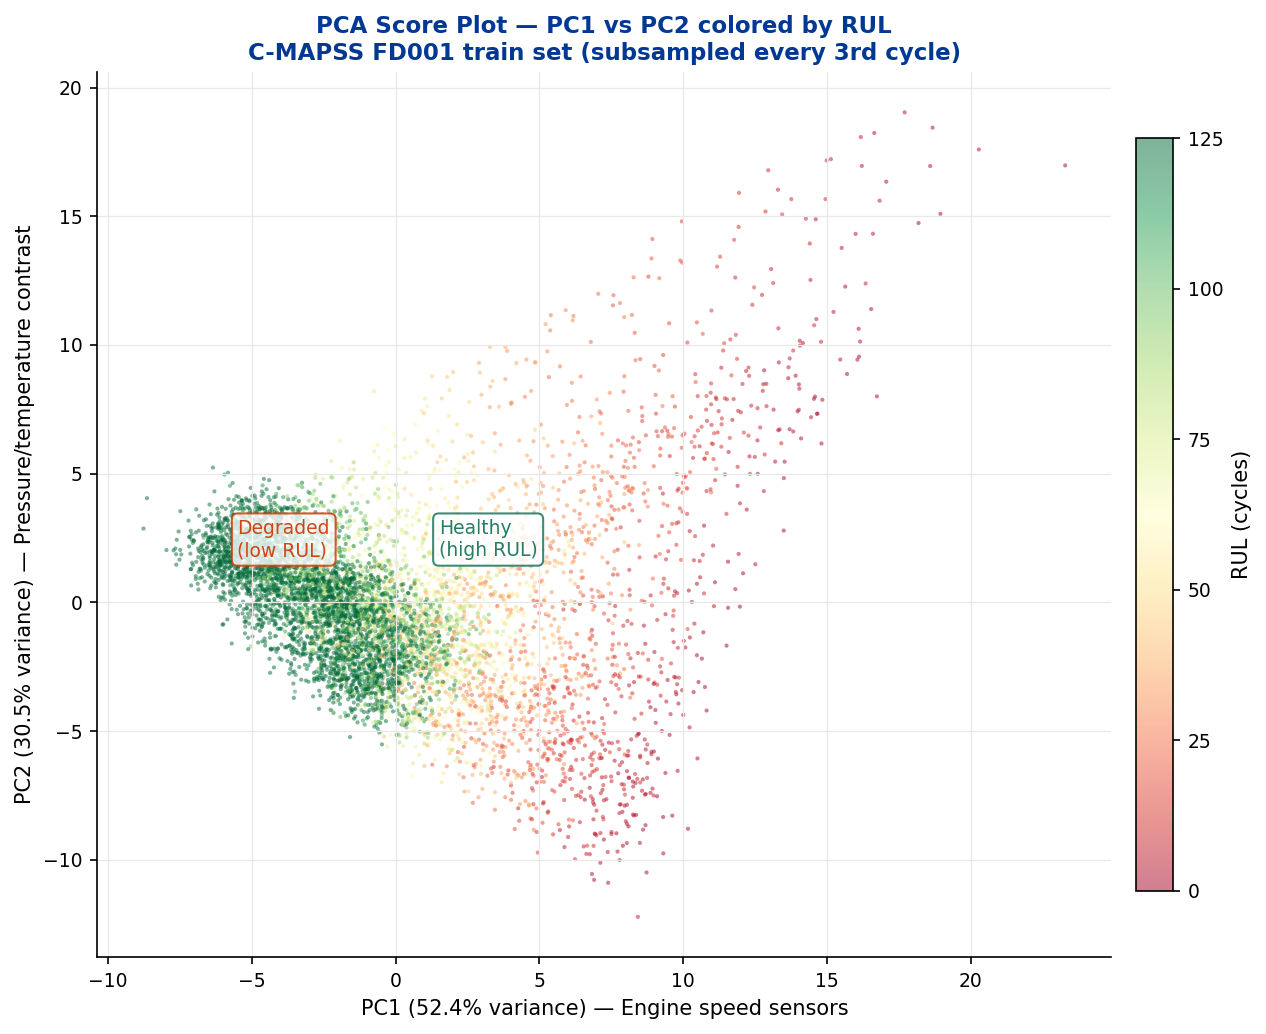 PCA Score Plot — PC1 vs PC2 colored by RUL
C-MAPSS FD001 train set (subsampled every 3rd cycle)
PC2 (30.5% variance) — Pressure/temperature contrast
20
15
10
5
0
−5
−10
Degraded
(low RUL)
Healthy
(high RUL)
−10
−5
0
5
10
15
20
PC1 (52.4% variance) — Engine speed sensors
125
100
75
50
25
0
RUL (cycles)